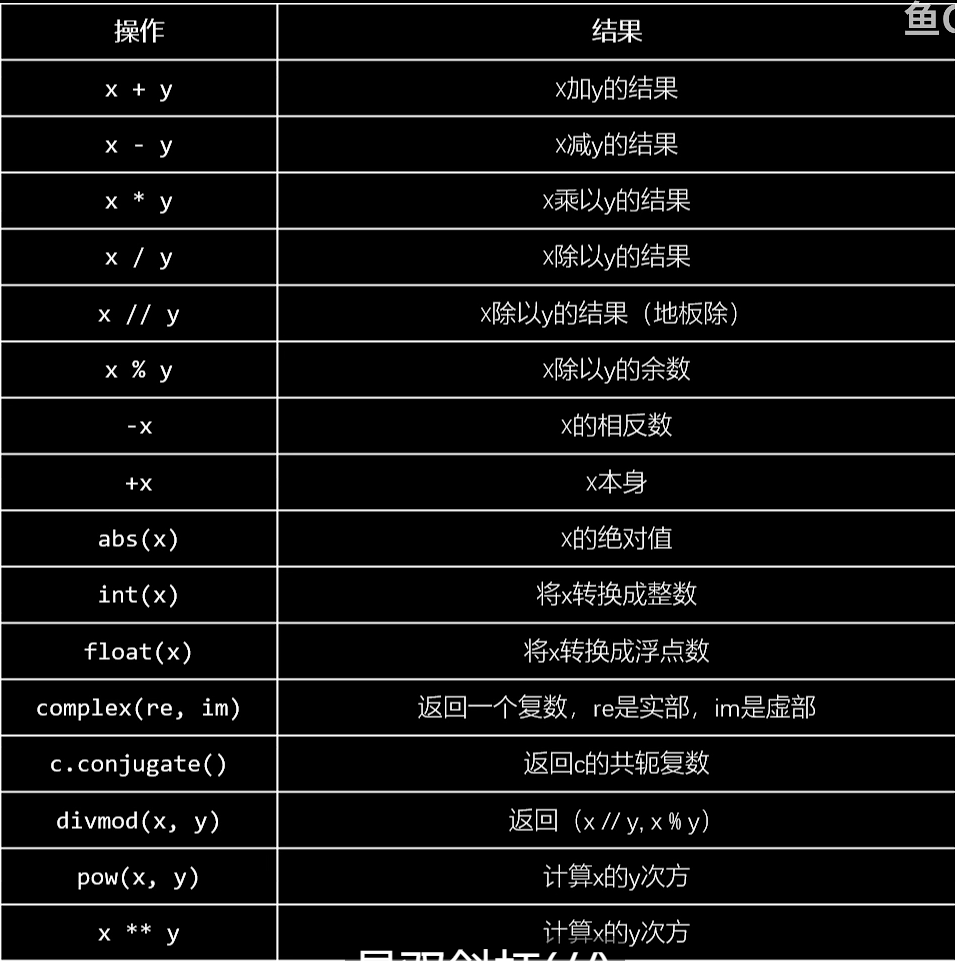 鱼C
操作 结果
x + y x加y的结果
x - y x减y的结果
x * y x乘以y的结果
x / y x除以y的结果
x // y x除以y的结果（地板除）
x % y x除以y的余数
-x x的相反数
+x x本身
abs(x) x的绝对值
int(x) 将x转换成整数
float(x) 将x转换成浮点数
complex(re, im) 返回一个复数，re是实部，im是虚部
c.conjugate() 返回c的共轭复数
divmod(x, y) 返回（x // y, x % y）
pow(x, y) 计算x的y次方
x ** y 计算x的y次方